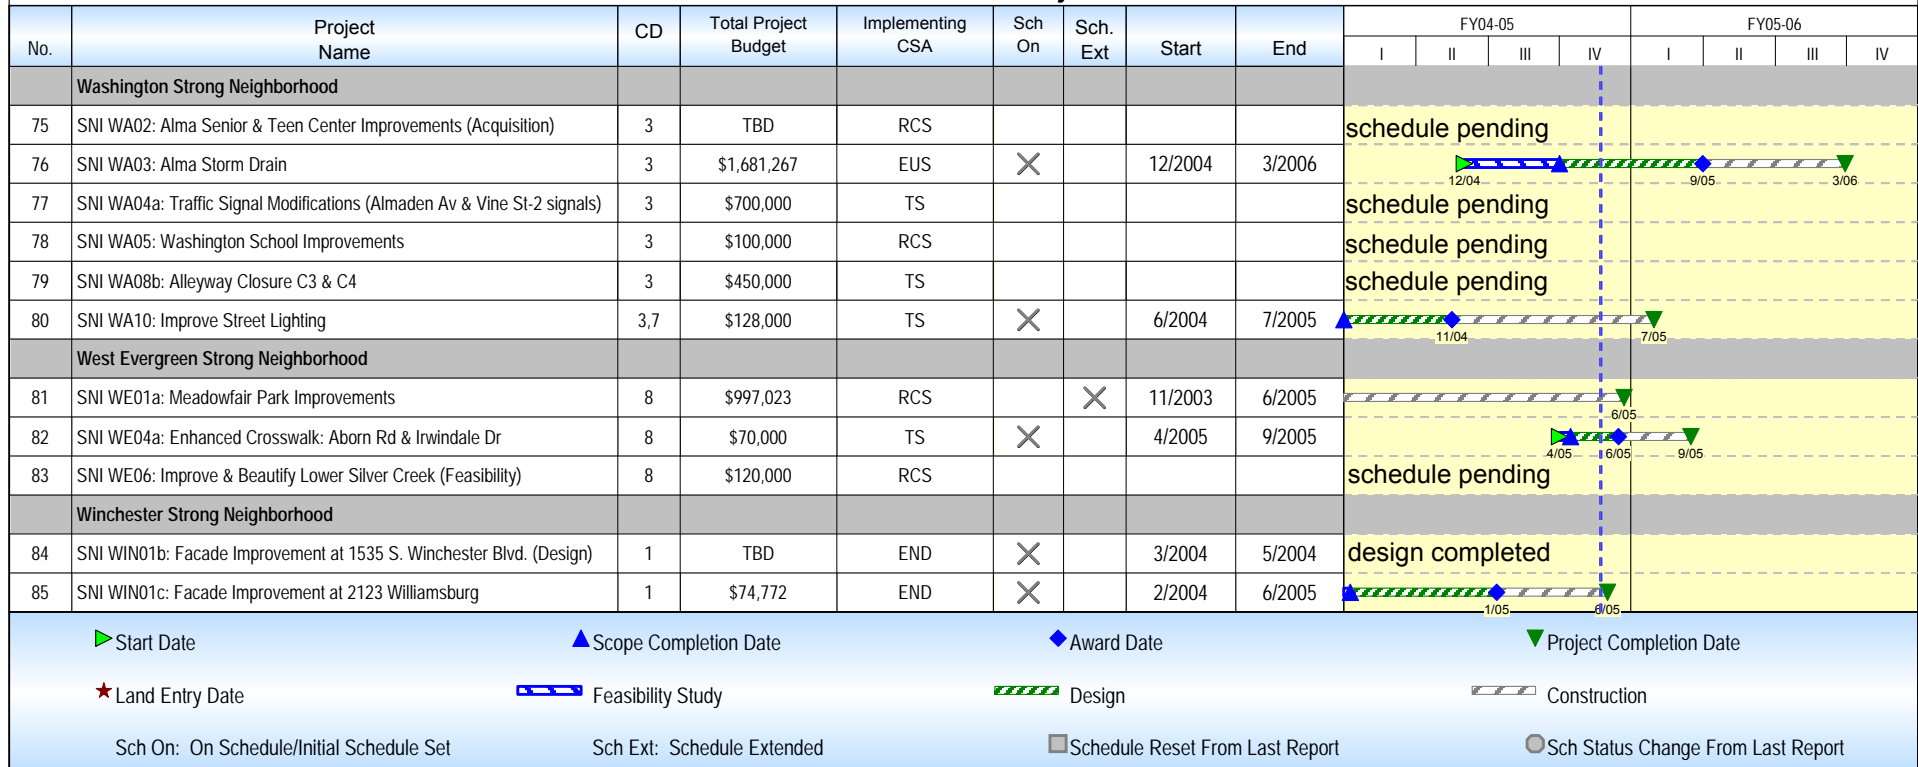 No. Project Name CD Total Project Budget Implementing CSA Sch On Sch. Ext Start End FY04-05 FY05-06
I II III IV I II III IV
Washington Strong Neighborhood
75 SNI WA02: Alma Senior & Teen Center Improvements (Acquisition) 3 TBD RCS schedule pending
76 SNI WA03: Alma Storm Drain 3 $1,681,267 EUS 12/2004 3/2006
12/04 9/05 3/06
77 SNI WA04a: Traffic Signal Modifications (Almaden Av & Vine St-2 signals) 3 $700,000 TS schedule pending
78 SNI WA05: Washington School Improvements 3 $100,000 RCS schedule pending
79 SNI WA08b: Alleyway Closure C3 & C4 3 $450,000 TS schedule pending
80 SNI WA10: Improve Street Lighting 3,7 $128,000 TS 6/2004 7/2005
11/04 7/05
West Evergreen Strong Neighborhood
81 SNI WE01a: Meadowfair Park Improvements 8 $997,023 RCS 11/2003 6/2005
6/05
82 SNI WE04a: Enhanced Crosswalk: Aborn Rd & Irwindale Dr 8 $70,000 TS 4/2005 9/2005
4/05 6/05 9/05
83 SNI WE06: Improve & Beautify Lower Silver Creek (Feasibility) 8 $120,000 RCS schedule pending
Winchester Strong Neighborhood
84 SNI WIN01b: Facade Improvement at 1535 S. Winchester Blvd. (Design) 1 TBD END 3/2004 5/2004 design completed
85 SNI WIN01c: Facade Improvement at 2123 Williamsburg 1 $74,772 END 2/2004 6/2005
1/05 6/05
Start Date Scope Completion Date Award Date Project Completion Date
Land Entry Date Feasibility Study Design Construction
Sch On: On Schedule/Initial Schedule Set Sch Ext: Schedule Extended Schedule Reset From Last Report Sch Status Change From Last Report